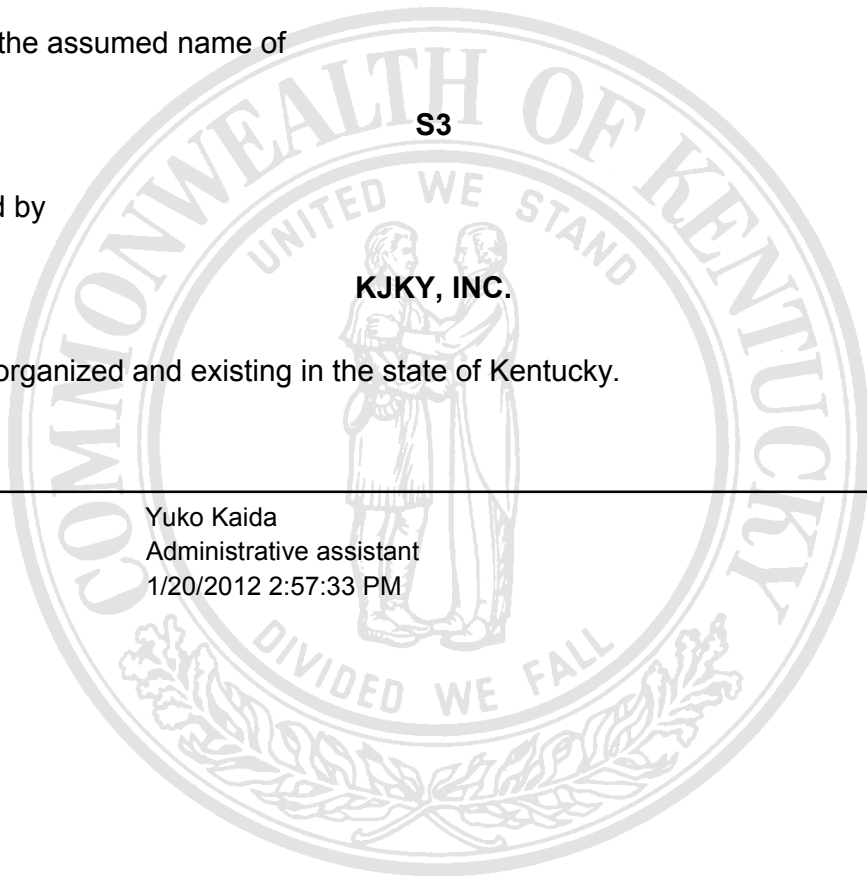 the assumed name of
S3
d by
KJKY, INC.
organized and existing in the state of Kentucky.
Yuko Kaida
Administrative assistant
1/20/2012 2:57:33 PM
COMMONWEALTH OF KENTUCKY
UNITED WE STAND
DIVIDED WE FALL